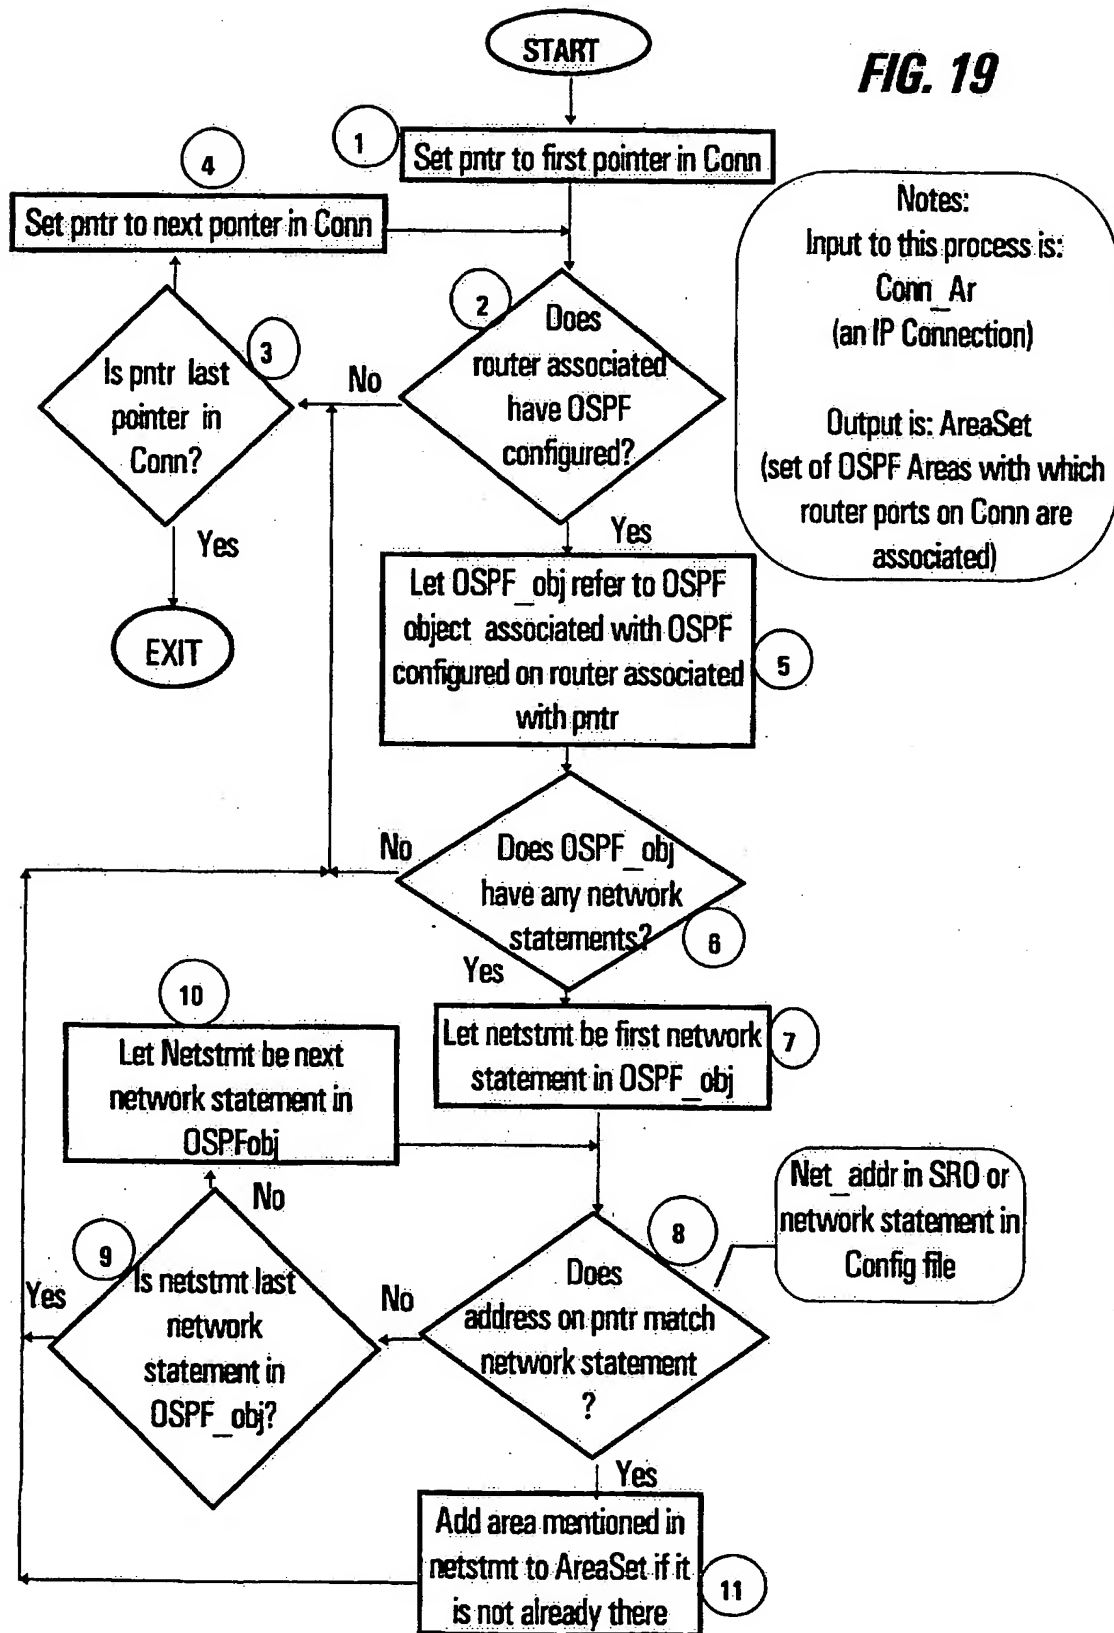 START
FIG. 19
1
Set pntr to first pointer in Conn
4
Set pntr to next ponter in Conn
Notes:
Input to this process is:
Conn_Ar
(an IP Connection)
Output is: AreaSet
(set of OSPF Areas with which
router ports on Conn are
associated)
2
Does
router associated
have OSPF
configured?
No
Yes
3
Is pntr last
pointer in
Conn?
Yes
EXIT
Let OSPF_obj refer to OSPF
object associated with OSPF
configured on router associated
with pntr
5
Does OSPF_obj
have any network
statements?
No
6
Yes
Let netstmt be first network
statement in OSPF_obj
7
10
Let Netstmt be next
network statement in
OSPFobj
No
Net_addr in SRO or
network statement in
Config file
8
Does
address on pntr match
network statement
?
No
9
Is netstmt last
network
statement in
OSPF_obj?
Yes
Yes
Add area mentioned in
netstmt to AreaSet if it
is not already there
11